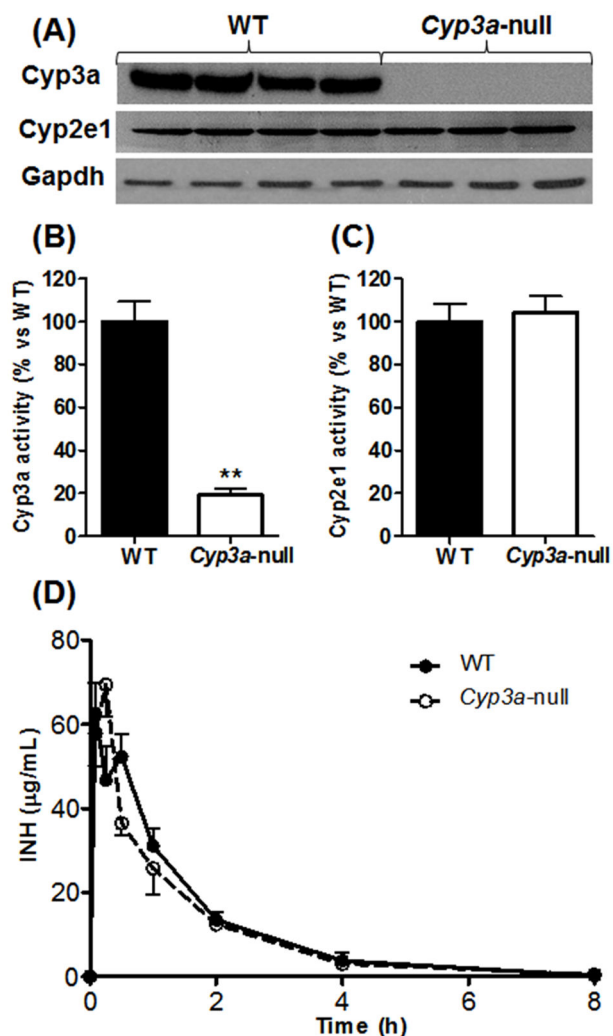 (A)
WT
Cyp3a-null
Cyp3a
Cyp2e1
Gapdh
(B)
Cyp3a activity (% vs WT)
120
100
80
60
40
20
0
**
WT
Cyp3a-null
(C)
Cyp2e1 activity (% vs WT)
120
100
80
60
40
20
0
WT
Cyp3a-null
(D)
INH (µg/mL)
80
60
40
20
0
WT
Cyp3a-null
0
2
4
6
8
Time (h)